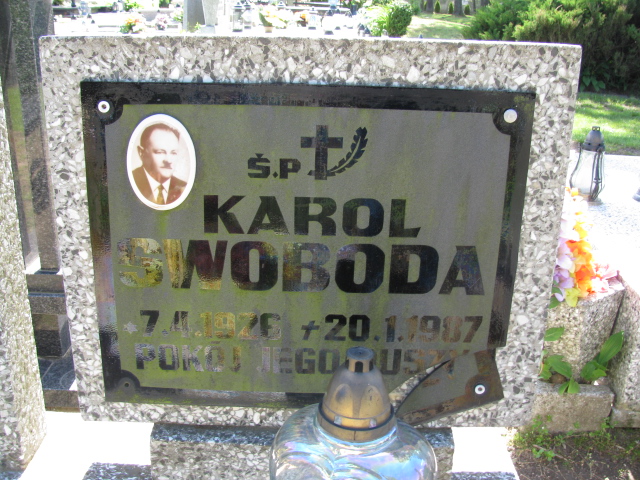 Ś.P.
KAROL
SWOBODA
* 7.4.1926 + 20.1.1987
POKÓJ JEGO DUSZY